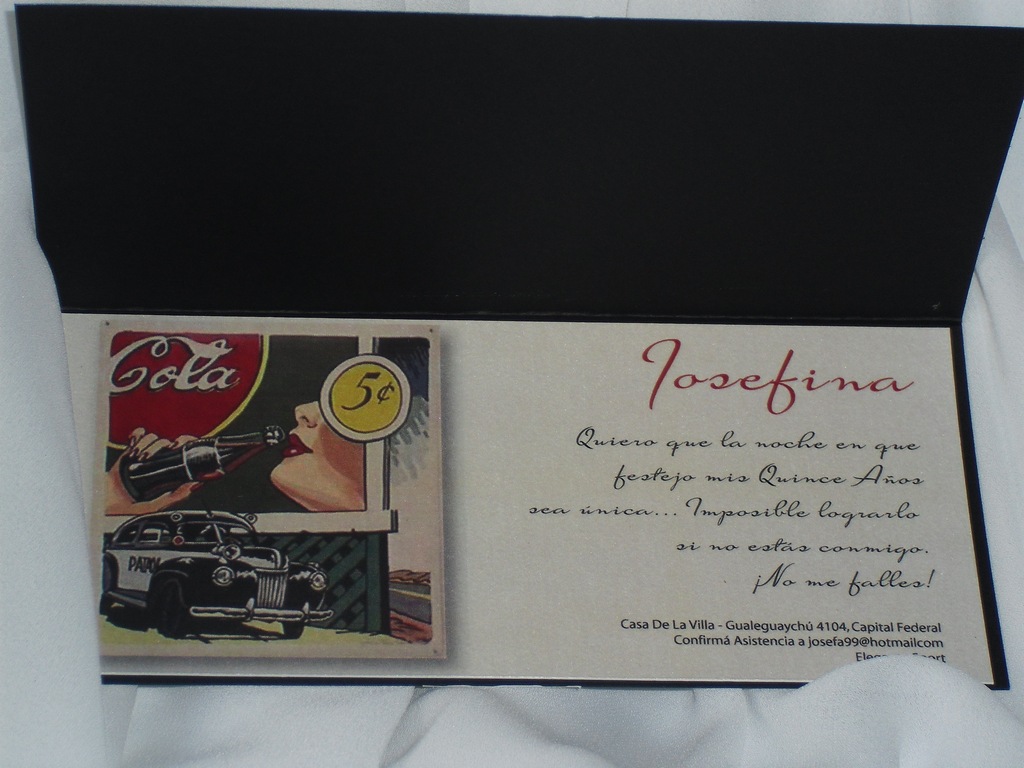 Cola
5¢
PATROL
Josefina
Quiero que la noche en que
festejo mis Quince Años
sea única... Imposible lograrlo
si no estás conmigo.
¡No me falles!
Casa De La Villa - Gualeguaychú 4104, Capital Federal
Confirmá Asistencia a josefa99@hotmailcom